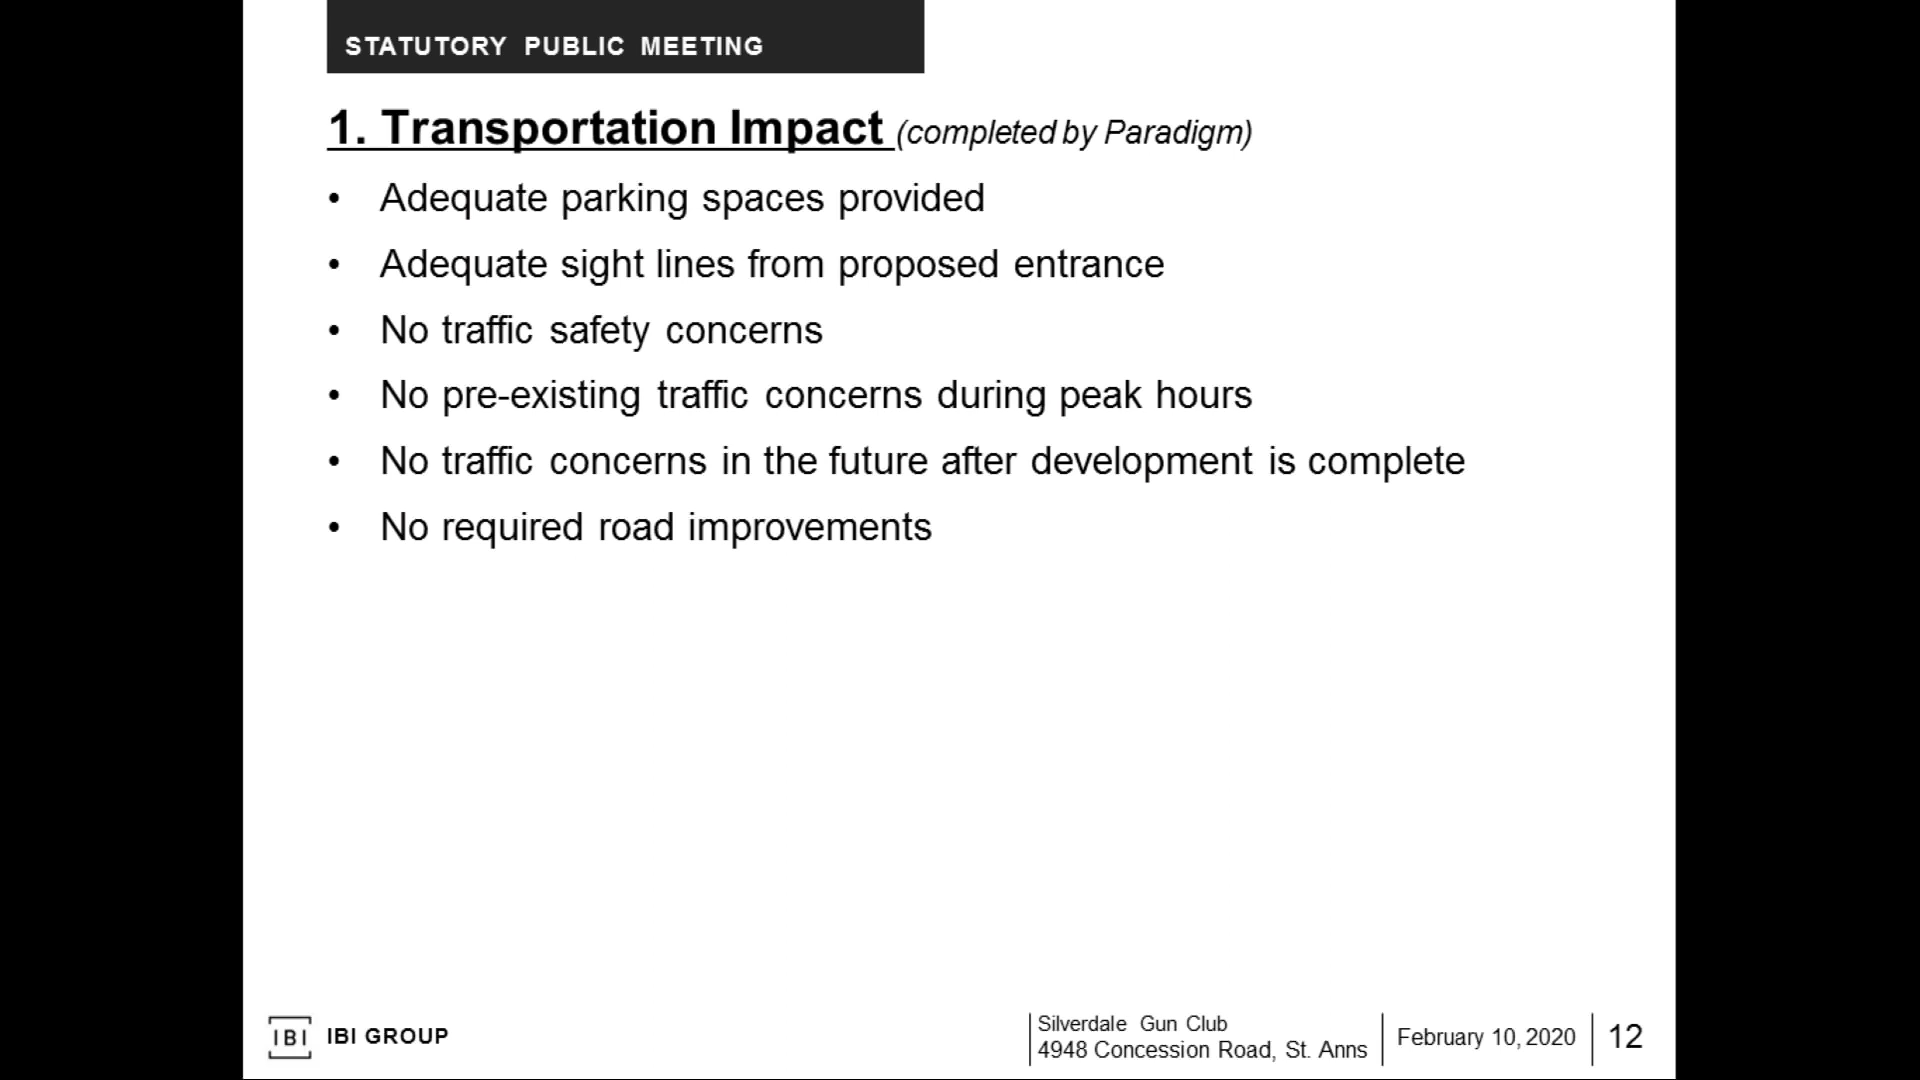 STATUTORY PUBLIC MEETING
1. Transportation Impact (completed by Paradigm)
• Adequate parking spaces provided
• Adequate sight lines from proposed entrance
• No traffic safety concerns
• No pre-existing traffic concerns during peak hours
• No traffic concerns in the future after development is complete
• No required road improvements
IBI IBI GROUP
Silverdale Gun Club
4948 Concession Road, St. Anns
February 10, 2020
12